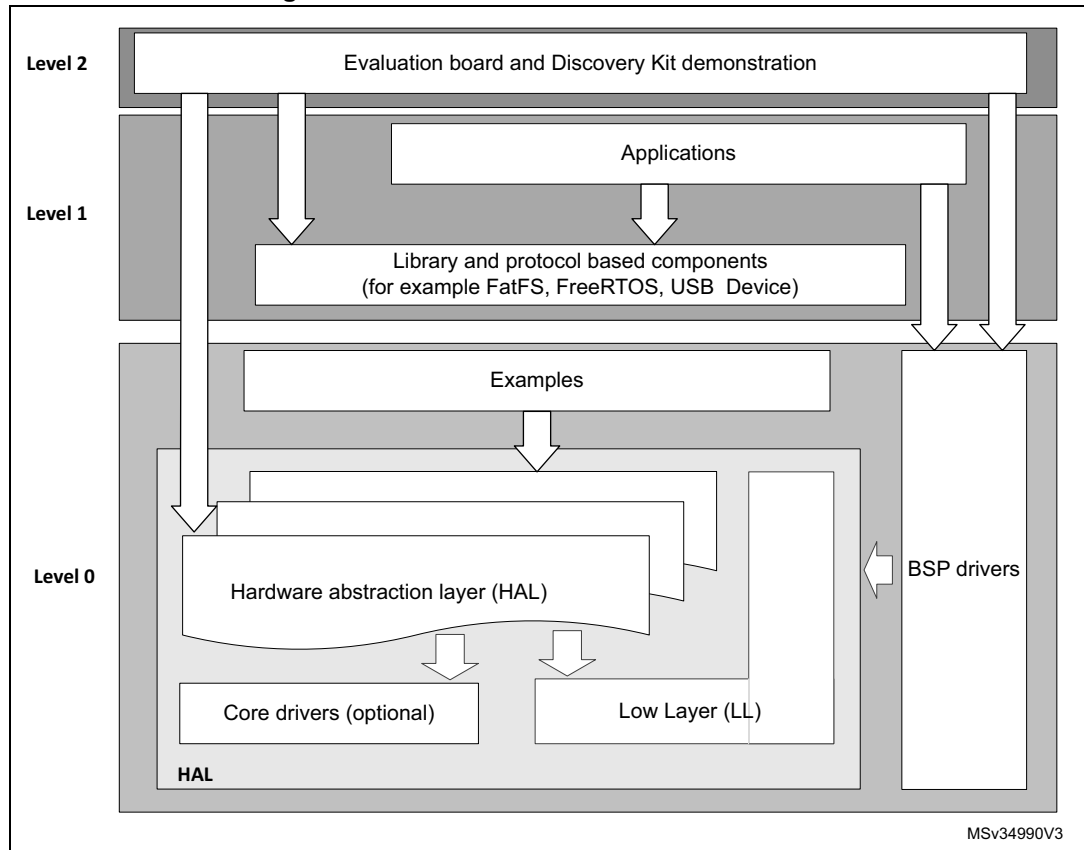 Level 2
Evaluation board and Discovery Kit demonstration
Applications
Level 1
Library and protocol based components
(for example FatFS, FreeRTOS, USB  Device)
Examples
Level 0
Hardware abstraction layer (HAL)
BSP drivers
Core drivers (optional)
Low Layer (LL)
HAL
MSv34990V3